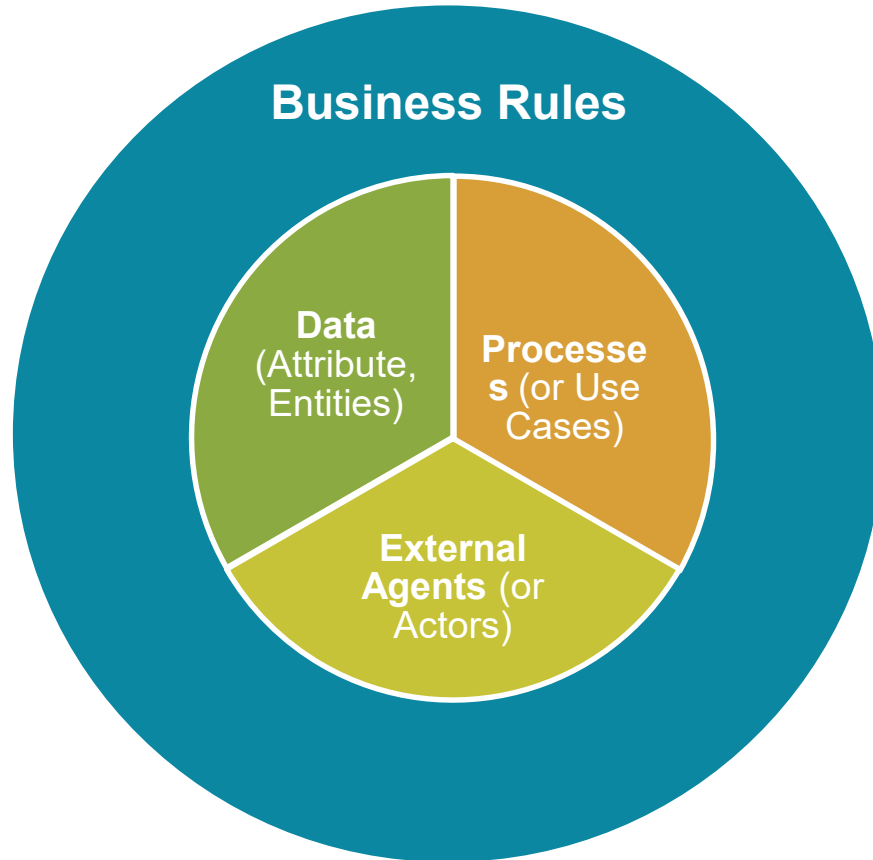 Business Rules
Data
(Attribute,
Entities)
Processe
s (or Use
Cases)
External
Agents (or
Actors)